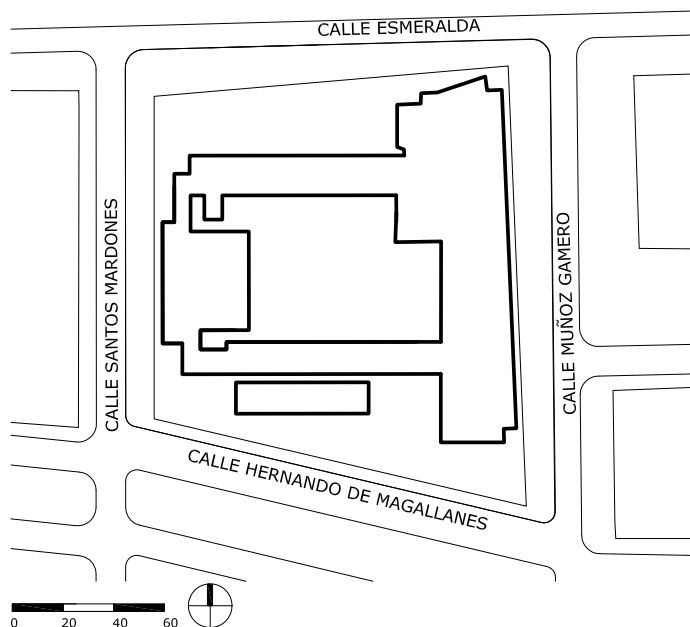 CALLE ESMERALDA
CALLE SANTOS MARDONES
CALLE MUÑOZ GAMERO
CALLE HERNANDO DE MAGALLANES
0 20 40 60